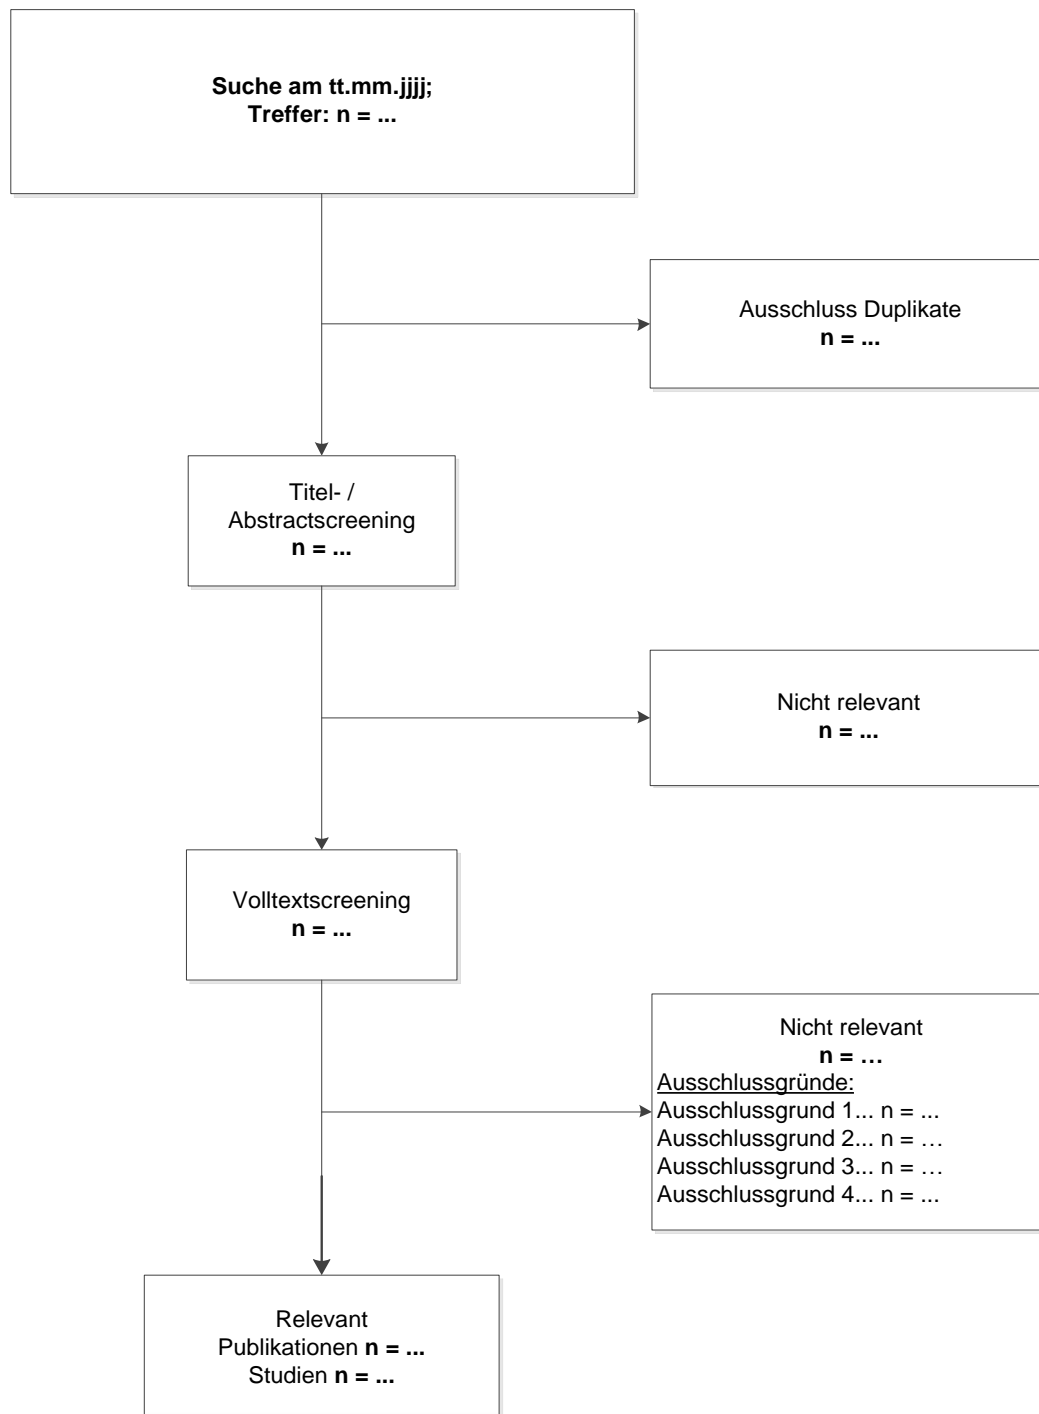 Suche am tt.mm.jjjj;
Treffer: n = ...
Ausschluss Duplikate
n = ...
Titel- /
Abstractscreening
n = ...
Nicht relevant
n = ...
Volltextscreening
n = ...
Nicht relevant
n = …
Ausschlussgründe:
Ausschlussgrund 1... n = ...
Ausschlussgrund 2... n = …
Ausschlussgrund 3... n = …
Ausschlussgrund 4... n = ...
Relevant
Publikationen n = ...
Studien n = ...